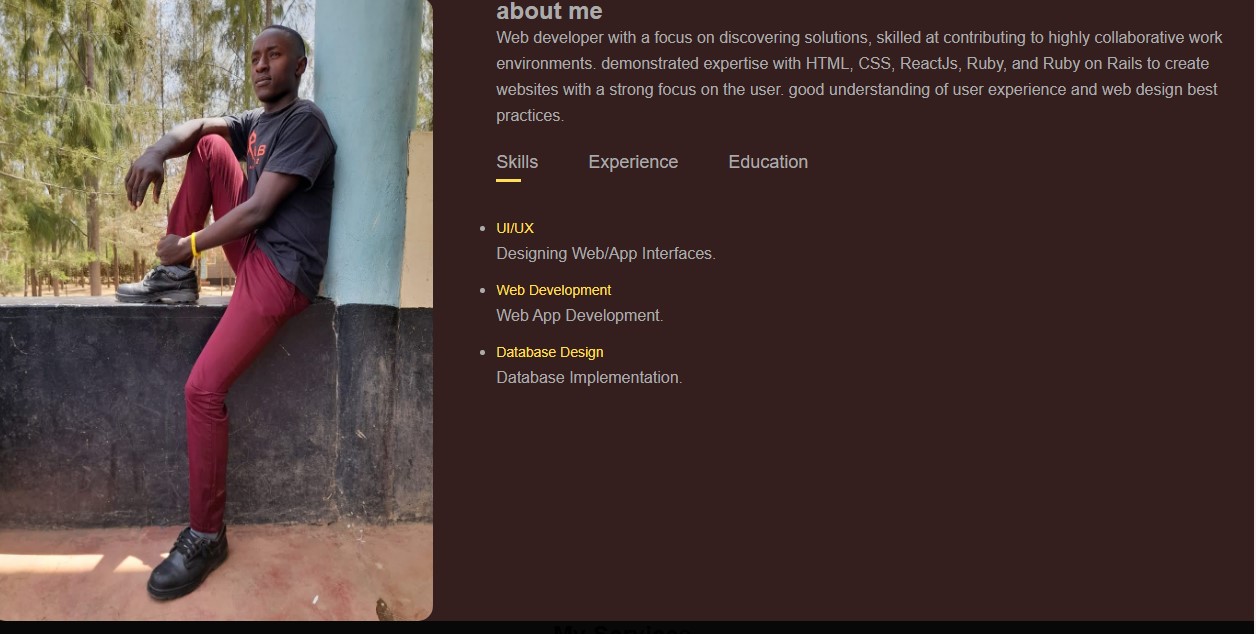 about me
Web developer with a focus on discovering solutions, skilled at contributing to highly collaborative work
environments. demonstrated expertise with HTML, CSS, ReactJs, Ruby, and Ruby on Rails to create
websites with a strong focus on the user. good understanding of user experience and web design best
practices.
Skills Experience Education
UI/UX
Designing Web/App Interfaces.
Web Development
Web App Development.
Database Design
Database Implementation.
My Services